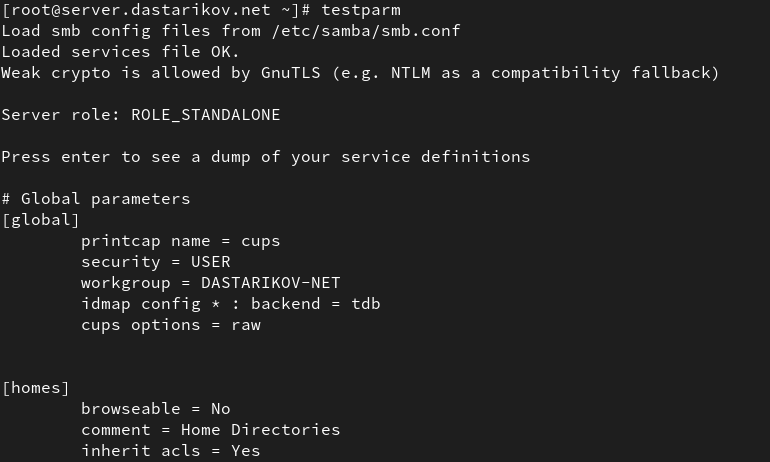 [root@server.dastarikov.net ~]# testparm
Load smb config files from /etc/samba/smb.conf
Loaded services file OK.
Weak crypto is allowed by GnuTLS (e.g. NTLM as a compatibility fallback)

Server role: ROLE_STANDALONE

Press enter to see a dump of your service definitions

# Global parameters
[global]
        printcap name = cups
        security = USER
        workgroup = DASTARIKOV-NET
        idmap config * : backend = tdb
        cups options = raw


[homes]
        browseable = No
        comment = Home Directories
        inherit acls = Yes